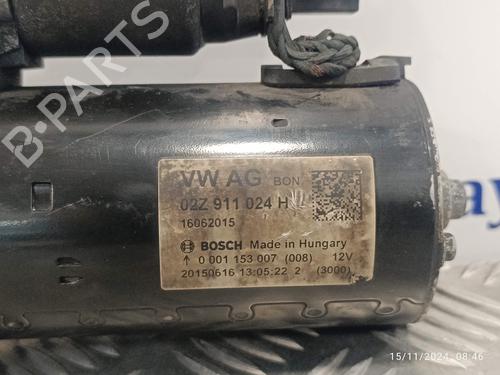 B-PARTS
VW AG BON
02Z 911 024 H
16062015
BOSCH Made in Hungary
0 001 153 007 (008) 12V
20150616 13:05:22 2 (3000)
15/11/2024, 08:46